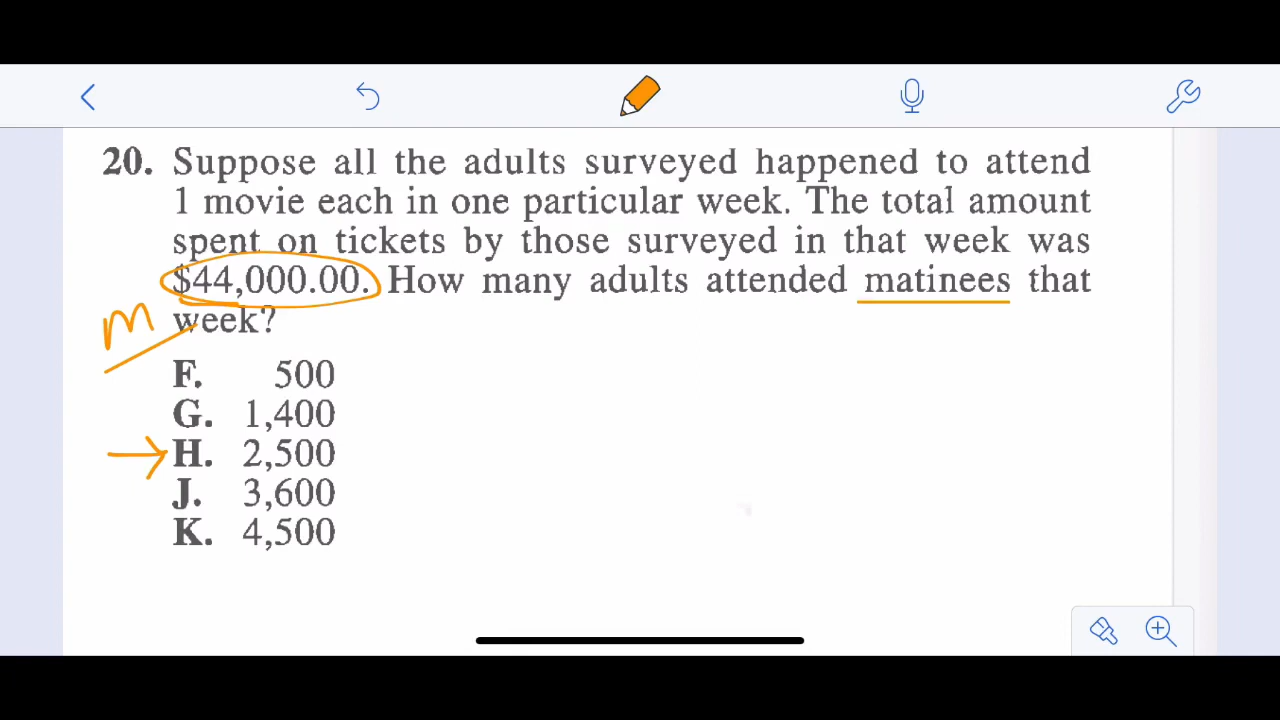 20. Suppose all the adults surveyed happened to attend
1 movie each in one particular week. The total amount
spent on tickets by those surveyed in that week was
$44,000.00. How many adults attended matinees that
m week?
F. 500
G. 1,400
H. 2,500
J. 3,600
K. 4,500